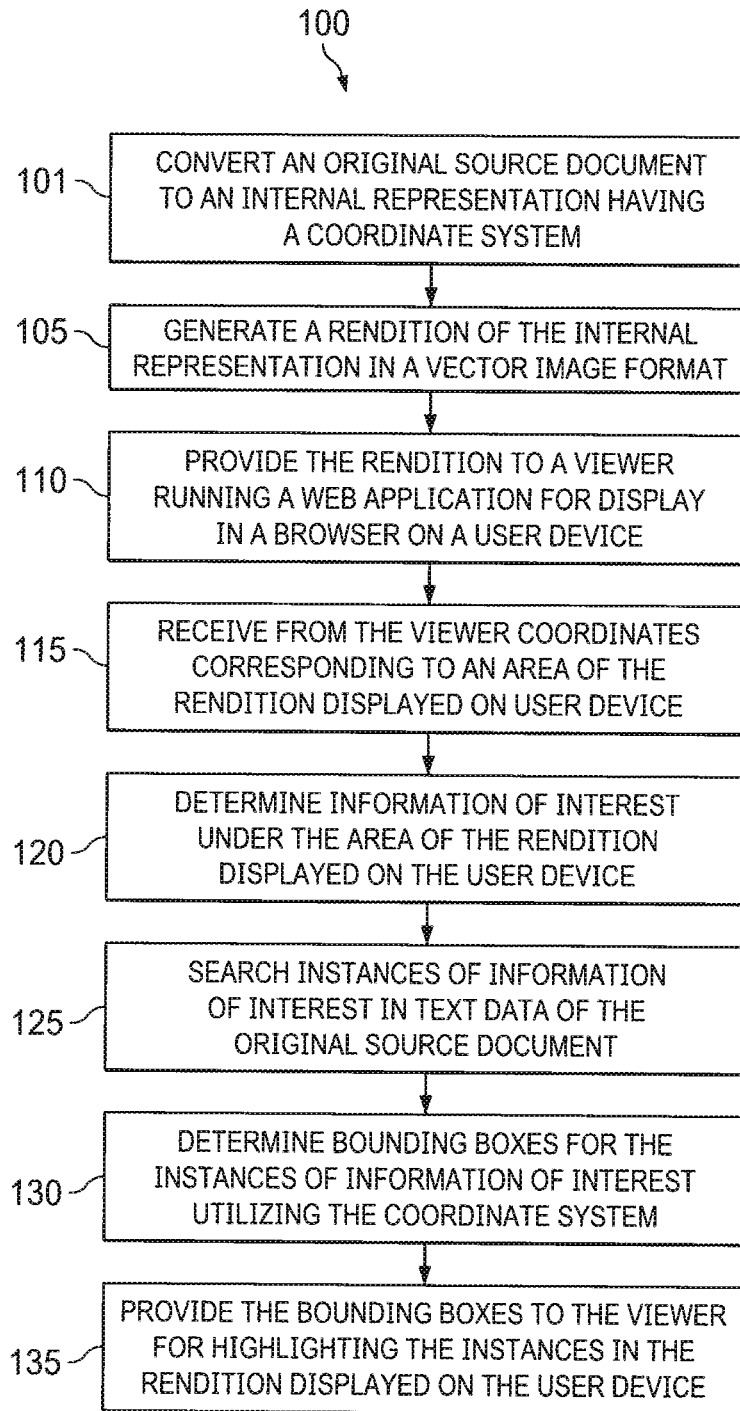 100
101
CONVERT AN ORIGINAL SOURCE DOCUMENT
TO AN INTERNAL REPRESENTATION HAVING
A COORDINATE SYSTEM
105
GENERATE A RENDITION OF THE INTERNAL
REPRESENTATION IN A VECTOR IMAGE FORMAT
110
PROVIDE THE RENDITION TO A VIEWER
RUNNING A WEB APPLICATION FOR DISPLAY
IN A BROWSER ON A USER DEVICE
115
RECEIVE FROM THE VIEWER COORDINATES
CORRESPONDING TO AN AREA OF THE
RENDITION DISPLAYED ON USER DEVICE
120
DETERMINE INFORMATION OF INTEREST
UNDER THE AREA OF THE RENDITION
DISPLAYED ON THE USER DEVICE
125
SEARCH INSTANCES OF INFORMATION
OF INTEREST IN TEXT DATA OF THE
ORIGINAL SOURCE DOCUMENT
130
DETERMINE BOUNDING BOXES FOR THE
INSTANCES OF INFORMATION OF INTEREST
UTILIZING THE COORDINATE SYSTEM
135
PROVIDE THE BOUNDING BOXES TO THE VIEWER
FOR HIGHLIGHTING THE INSTANCES IN THE
RENDITION DISPLAYED ON THE USER DEVICE